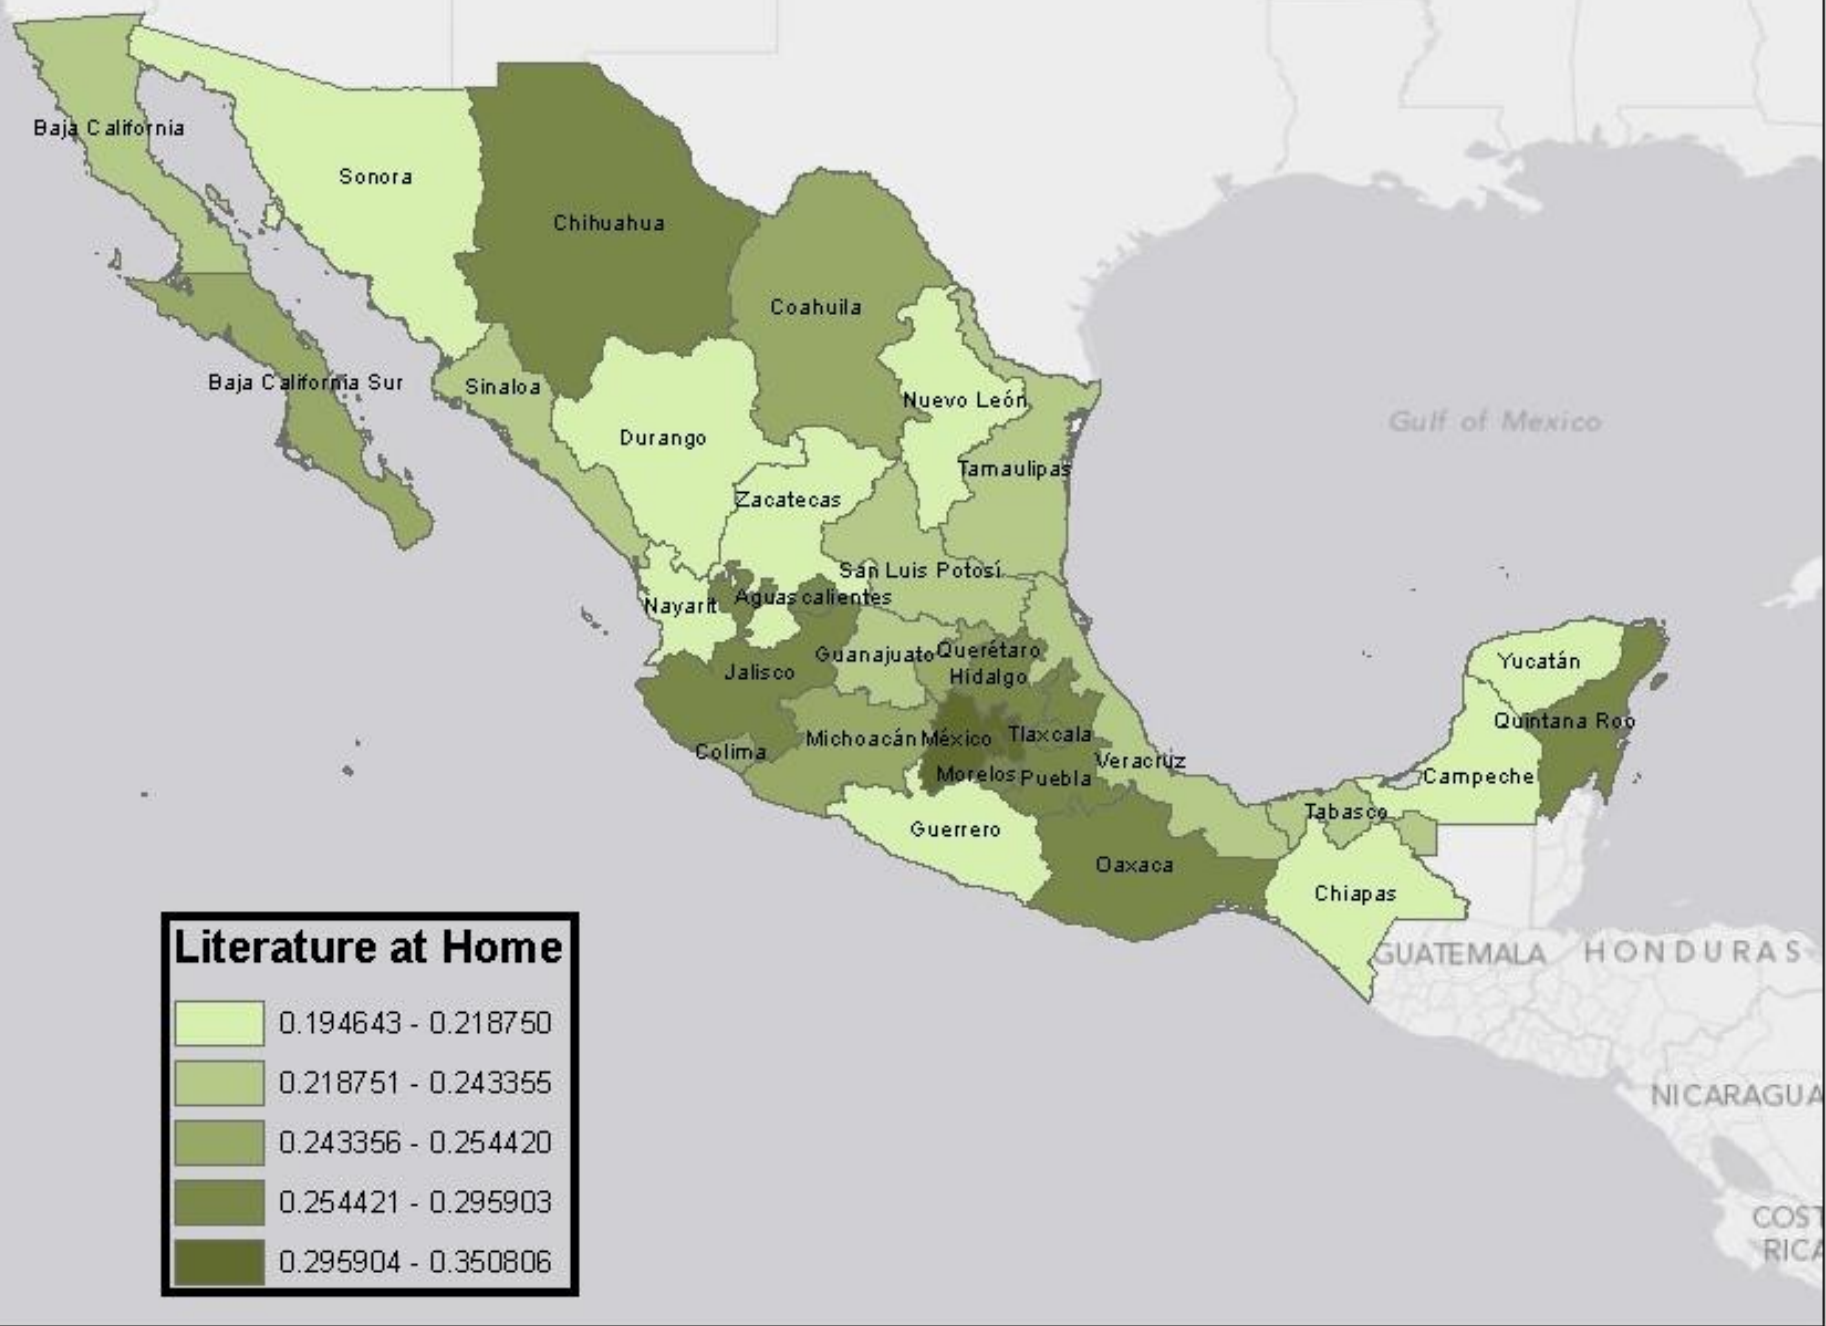 Baja California
Sonora
Chihuahua
Coahuila
Baja California Sur
Sinaloa
Nuevo León
Gulf of Mexico
Durango
Tamaulipas
Zacatecas
San Luis Potosí
Aguascalientes
Nayarit
Guanajuato
Querétaro
Yucatán
Jalisco
Hidalgo
Quintana Roo
Michoacán
México
Tlaxcala
Colima
Veracruz
Morelos
Puebla
Campeche
Tabasco
Guerrero
Oaxaca
Chiapas
GUATEMALA
HONDURAS
NICARAGUA
COST
RICA
Literature at Home
0.194643 - 0.218750
0.218751 - 0.243355
0.243356 - 0.254420
0.254421 - 0.295903
0.295904 - 0.350806